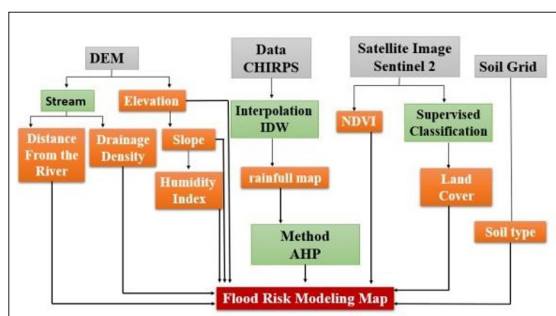 DEM
Data
CHIRPS
Satellite Image
Sentinel 2
Soil Grid
Stream
Elevation
Interpolation
IDW
NDVI
Supervised
Classification
Distance
From the
River
Drainage
Density
Slope
Humidity
Index
rainfull map
Land
Cover
Method
AHP
Soil type
Flood Risk Modeling Map